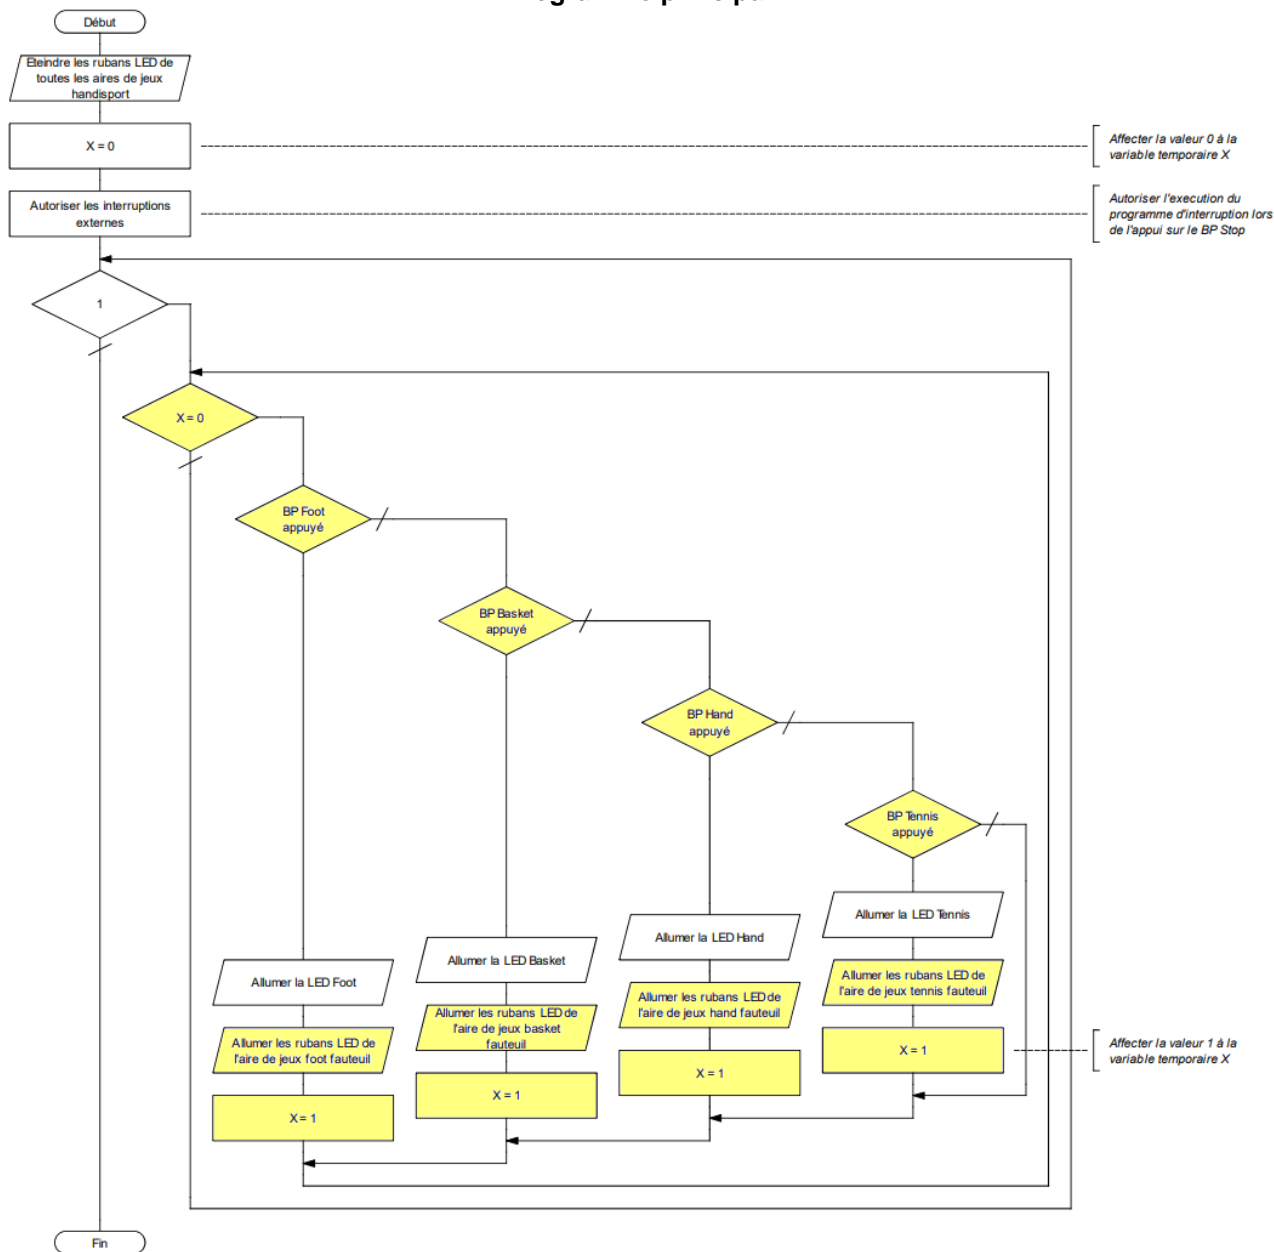 Début
Eteindre les rubans LED de
toutes les aires de jeux
handisport
X = 0
Affecter la valeur 0 à la
variable temporaire X
Autoriser les interruptions
externes
Autoriser l'execution du
programme d'interruption lors
de l'appui sur le BP Stop
1
X = 0
BP Foot
appuyé
BP Basket
appuyé
BP Hand
appuyé
BP Tennis
appuyé
Allumer la LED Tennis
Allumer la LED Hand
Allumer la LED Basket
Allumer la LED Foot
Allumer les rubans LED de
l'aire de jeux tennis fauteuil
Allumer les rubans LED de
l'aire de jeux hand fauteuil
Allumer les rubans LED de
l'aire de jeux basket
fauteuil
Allumer les rubans LED de
l'aire de jeux foot fauteuil
X = 1
Affecter la valeur 1 à la
variable temporaire X
X = 1
X = 1
X = 1
Fin